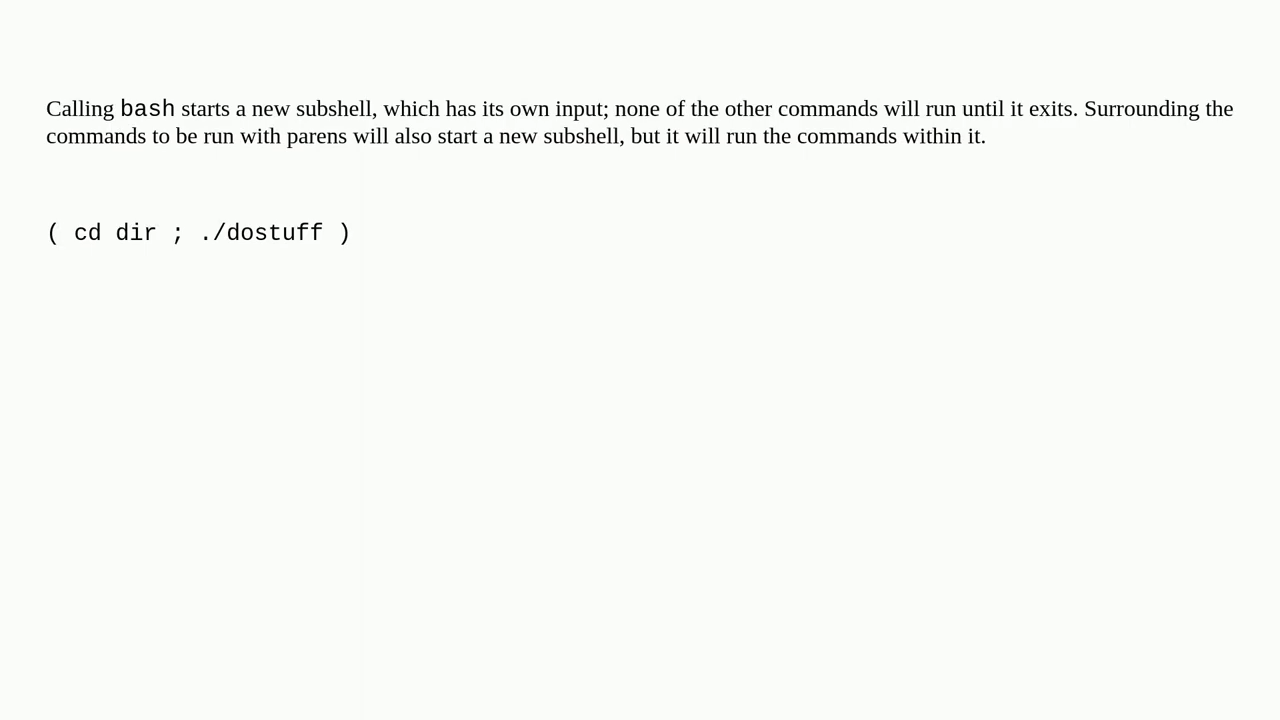 Calling bash starts a new subshell, which has its own input; none of the other commands will run until it exits. Surrounding the
commands to be run with parens will also start a new subshell, but it will run the commands within it.
( cd dir ; ./dostuff )